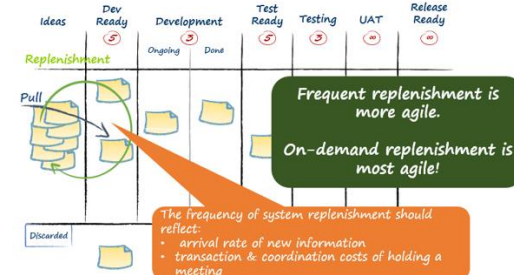 Ideas
Dev
Ready
5
Development
3
Ongoing
Done
Test
Ready
5
Testing
3
UAT
∞
Release
Ready
∞
Replenishment
Pull
Frequent replenishment is
more agile.
On-demand replenishment is
most agile!
The frequency of system replenishment should
reflect:
• arrival rate of new information
• transaction & coordination costs of holding a
meeting
Discarded